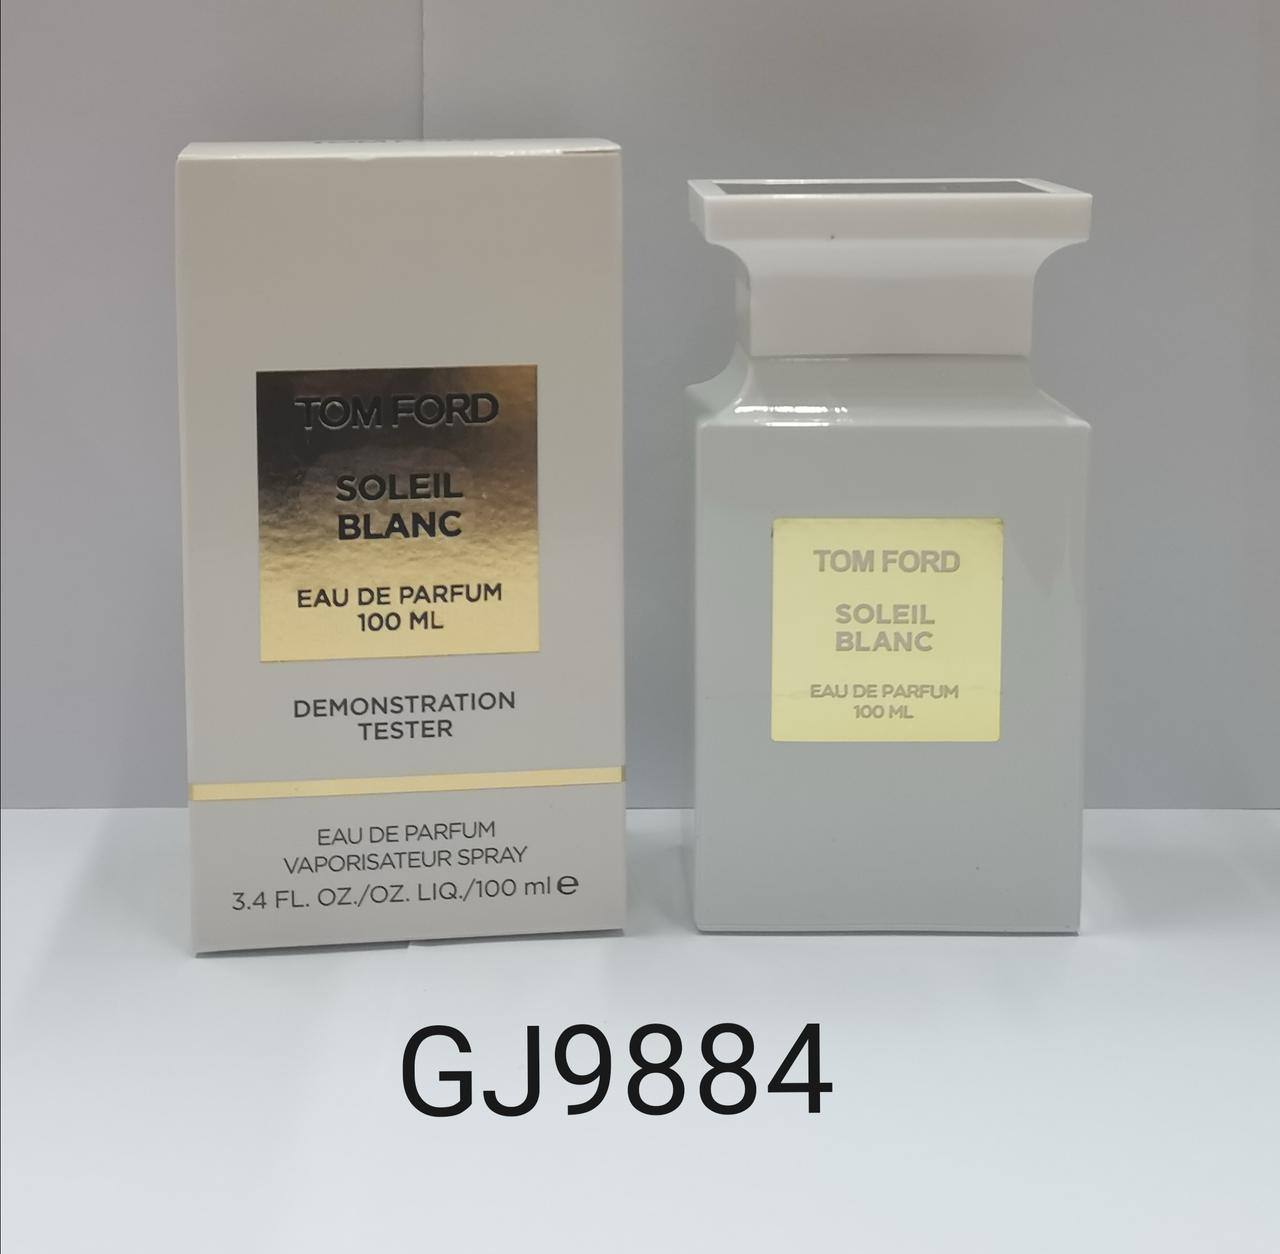 TOM FORD
SOLEIL
BLANC
EAU DE PARFUM
100 ML
DEMONSTRATION
TESTER
EAU DE PARFUM
VAPORISATEUR SPRAY
3.4 FL. OZ./OZ. LIQ./100 ml e
TOM FORD
SOLEIL
BLANC
EAU DE PARFUM
100 ML
GJ9884